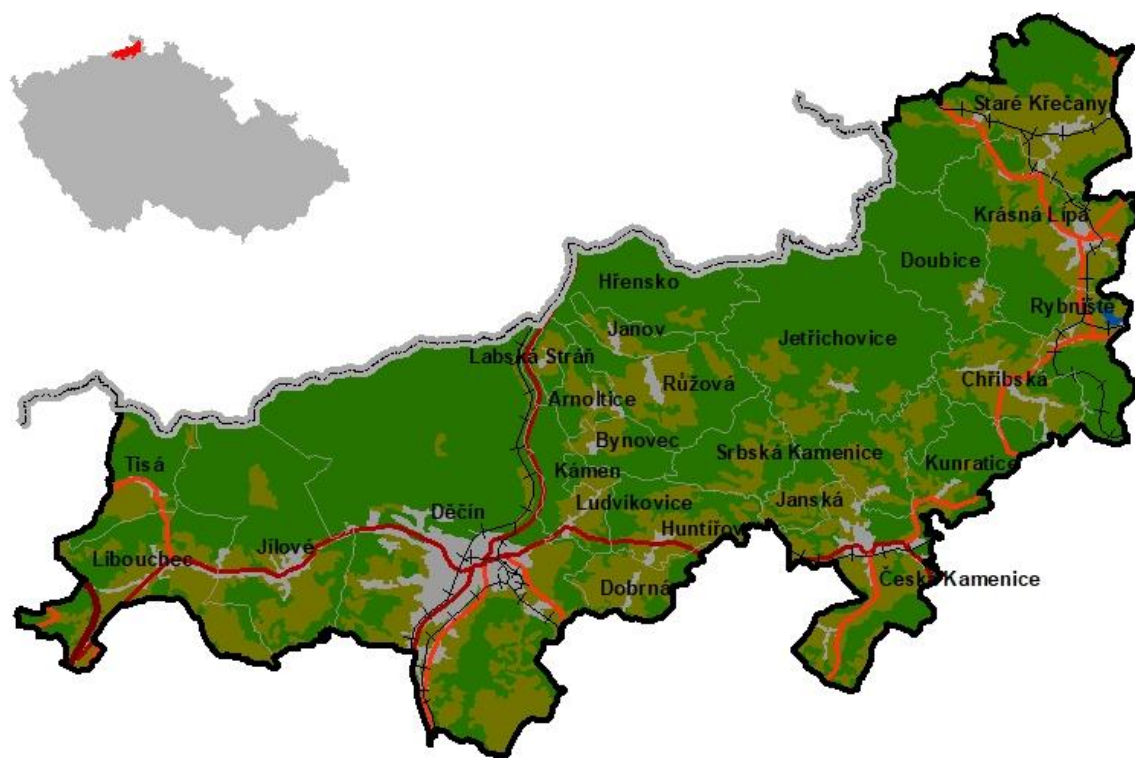 Staré Křečany
Krásná Lípa
Doubice
Hřensko
Rybniště
Janov
Jetřichovice
Labská Stráň
Chřibská
Růžová
Arnoltice
Bynovec
Srbská Kamenice
Kunratice
Tisá
Kámen
Janská
Ludvíkovice
Děčín
Huntířov
Jílové
Libouchec
Česká Kamenice
Dobrná